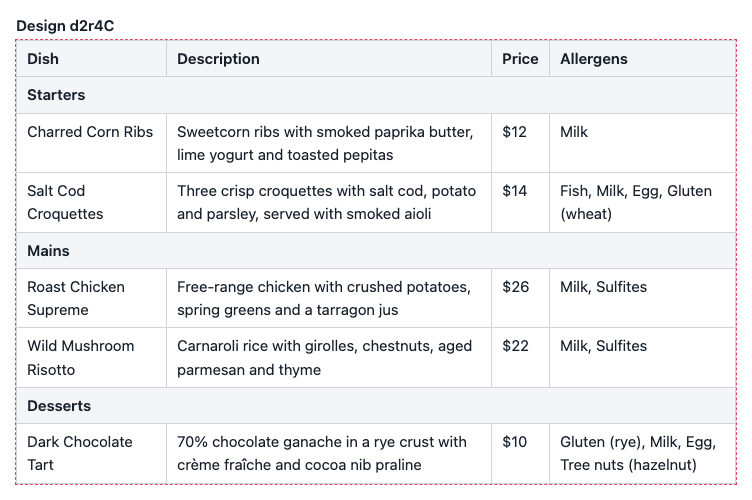 Design d2r4C
Dish Description Price Allergens
Starters
Charred Corn Ribs Sweetcorn ribs with smoked paprika butter, $12 Milk
lime yogurt and toasted pepitas
Salt Cod Three crisp croquettes with salt cod, potato $14 Fish, Milk, Egg, Gluten
Croquettes and parsley, served with smoked aioli (wheat)
Mains
Roast Chicken Free-range chicken with crushed potatoes, $26 Milk, Sulfites
Supreme spring greens and a tarragon jus
Wild Mushroom Carnaroli rice with girolles, chestnuts, aged $22 Milk, Sulfites
Risotto parmesan and thyme
Desserts
Dark Chocolate 70% chocolate ganache in a rye crust with $10 Gluten (rye), Milk, Egg,
Tart crème fraîche and cocoa nib praline Tree nuts (hazelnut)